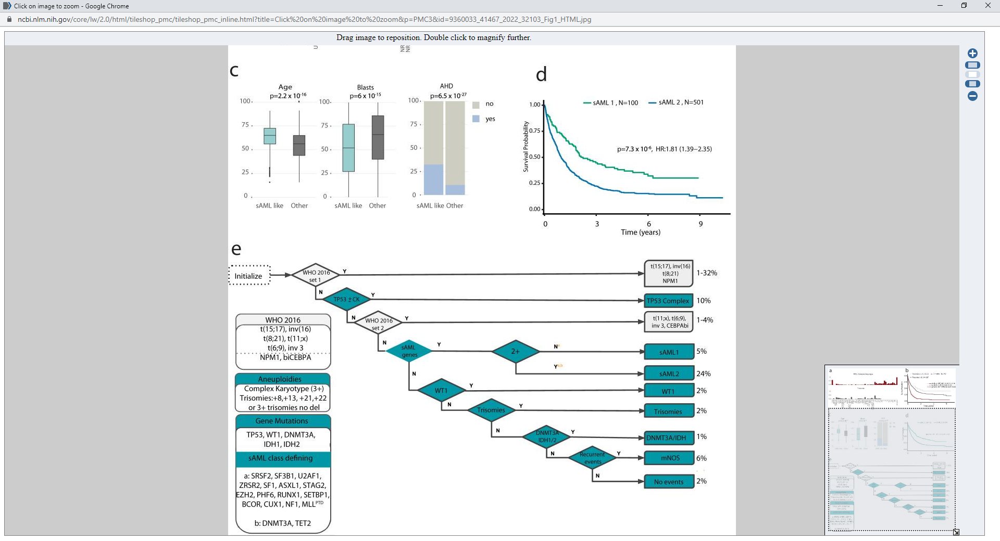 Click on image to zoom - Google Chrome
ncbi.nlm.nih.gov/core/lw/2.0/html/tileshop_pmc/tileshop_pmc_inline.html?title=Click%20on%20image%20to%20zoom&p=PMC3&id=9360033_41467_2022_32103_Fig1_HTML.jpg
Drag image to reposition. Double click to magnify further.
U
NR
NR
c
Age
p=2.2 x 10-16
100
75
50
25
0
sAML like Other
Blasts
p=6 x 10-15
100
75
50
25
0
sAML like Other
AHD
p=6.5 x 10-27
100
75
50
25
0
sAML like Other
no
yes
d
sAML 1 , N=100 sAML 2 , N=501
p=7.3 x 10-6, HR:1.81 (1.39–2.35)
Survival Probability
1.00
0.75
0.50
0.25
0.00
0 3 6 9
Time (years)
e
Initialize
WHO 2016
set 1
Y
N
t(15;17), inv(16)
t(8;21)
NPM1
1-32%
TP53 ± CK
Y
N
TP53 Complex
10%
WHO 2016
set 2
Y
N
t(11;x), t(6;9),
inv 3, CEBPAbi
1-4%
sAML
genes
Y
N
2+
Na
sAML1
5%
Ya,b
sAML2
24%
WT1
Y
N
WT1
2%
Trisomies
Y
N
Trisomies
2%
DNMT3A
IDH1/2
Y
N
DNMT3A/IDH
1%
Recurrent
events
Y
N
mNOS
6%
No events
2%
WHO 2016
t(15;17), inv(16)
t(8;21), t(11;x)
t(6;9), inv 3
NPM1, biCEBPA
Aneuploidies
Complex Karyotype (3+)
Trisomies:+8,+13, +21,+22
or 3+ trisomies no del
Gene Mutations
TP53, WT1, DNMT3A,
IDH1, IDH2
sAML class defining
a: SRSF2, SF3B1, U2AF1,
ZRSR2, SF1, ASXL1, STAG2,
EZH2, PHF6, RUNX1, SETBP1,
BCOR, CUX1, NF1, MLLPTD
b: DNMT3A, TET2
a
b
d